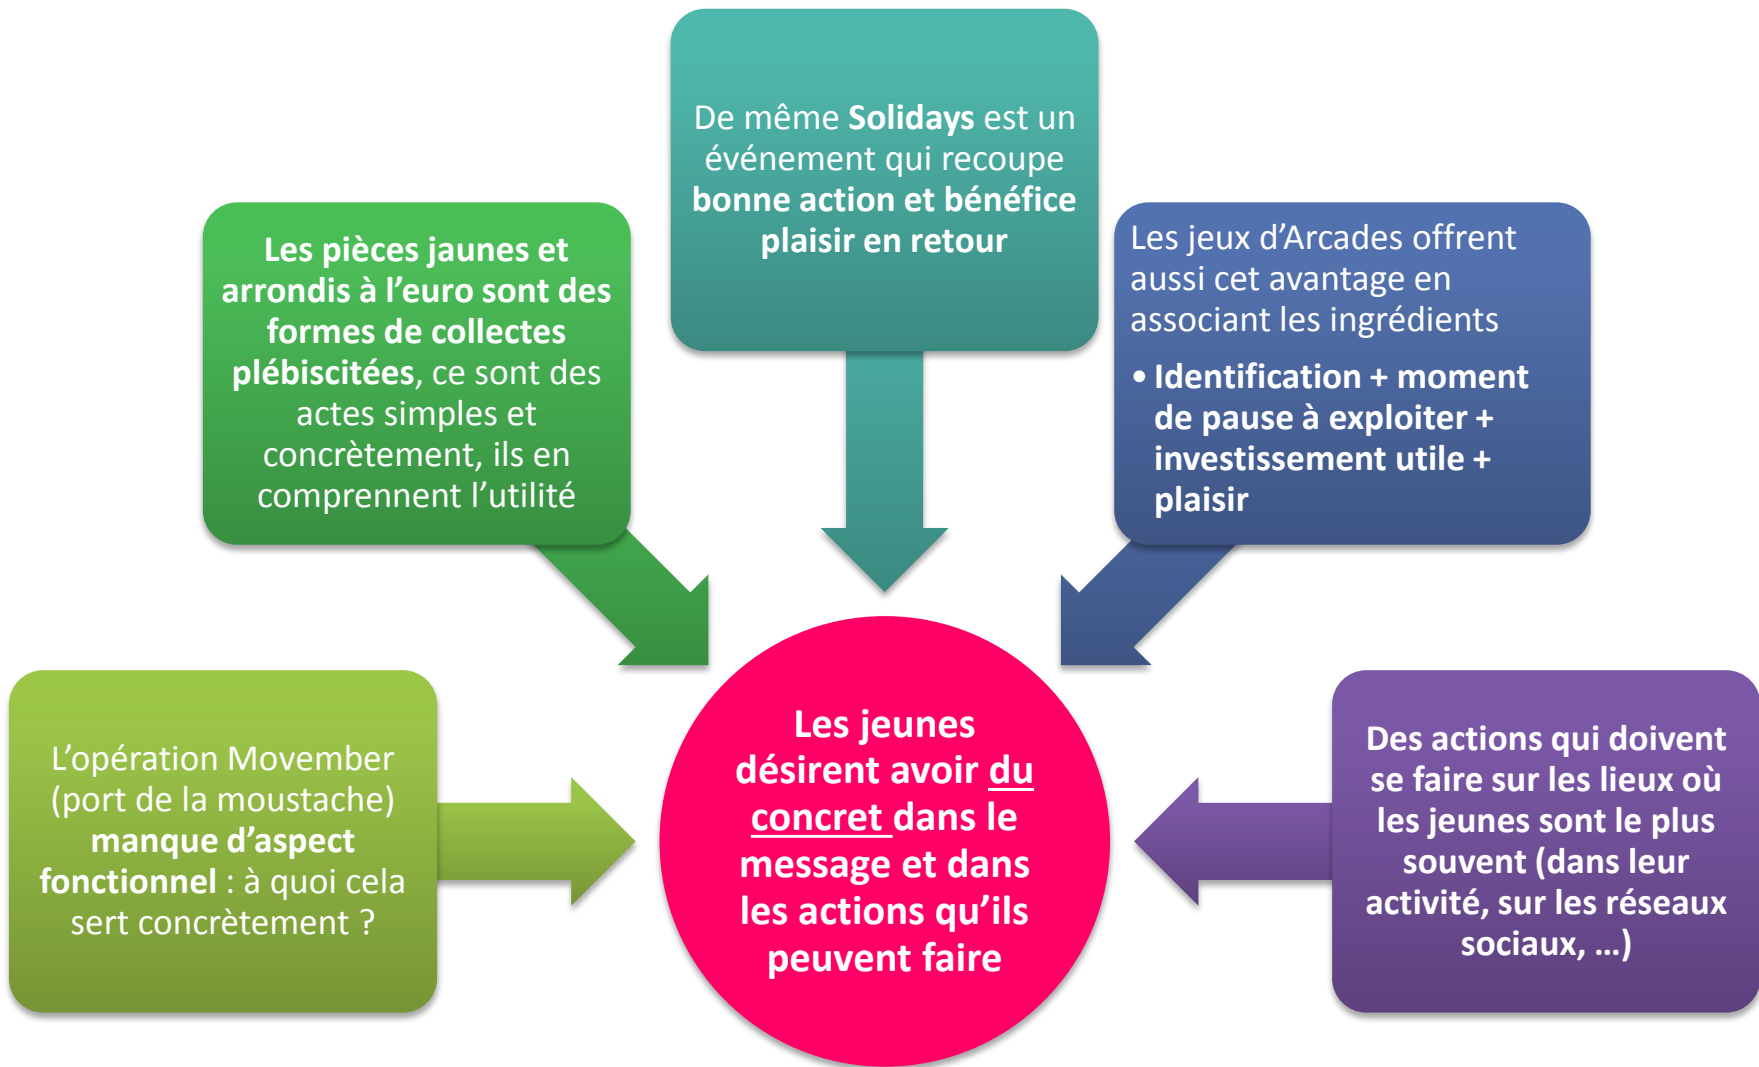 De même Solidays est un
événement qui recoupe
bonne action et bénéfice
plaisir en retour
Les pièces jaunes et
arrondis à l’euro sont des
formes de collectes
plébiscitées, ce sont des
actes simples et
concrètement, ils en
comprennent l’utilité
Les jeux d’Arcades offrent
aussi cet avantage en
associant les ingrédients
• Identification + moment
de pause à exploiter +
investissement utile +
plaisir
L’opération Movember
(port de la moustache)
manque d’aspect
fonctionnel : à quoi cela
sert concrètement ?
Les jeunes
désirent avoir du
concret dans le
message et dans
les actions qu’ils
peuvent faire
Des actions qui doivent
se faire sur les lieux où
les jeunes sont le plus
souvent (dans leur
activité, sur les réseaux
sociaux, …)